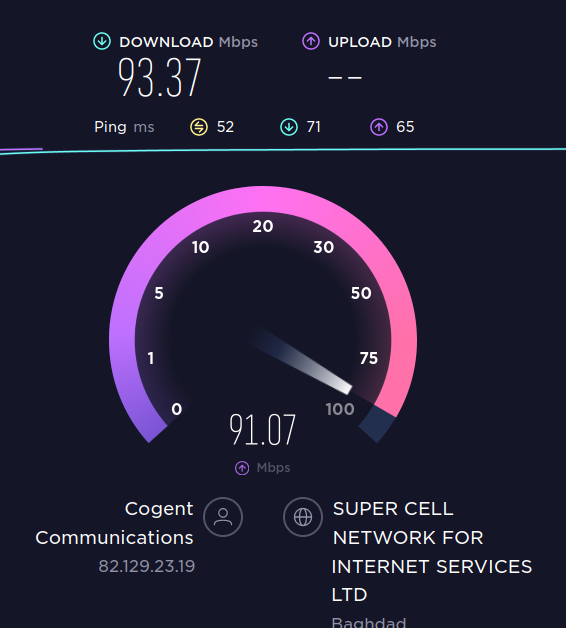 DOWNLOAD Mbps UPLOAD Mbps
93.37 – –
Ping ms 52 71 65
20
10 30
5 50
1 75
0 100
91.07
Mbps
Cogent
Communications
82.129.23.19
SUPER CELL
NETWORK FOR
INTERNET SERVICES
LTD
Baghdad